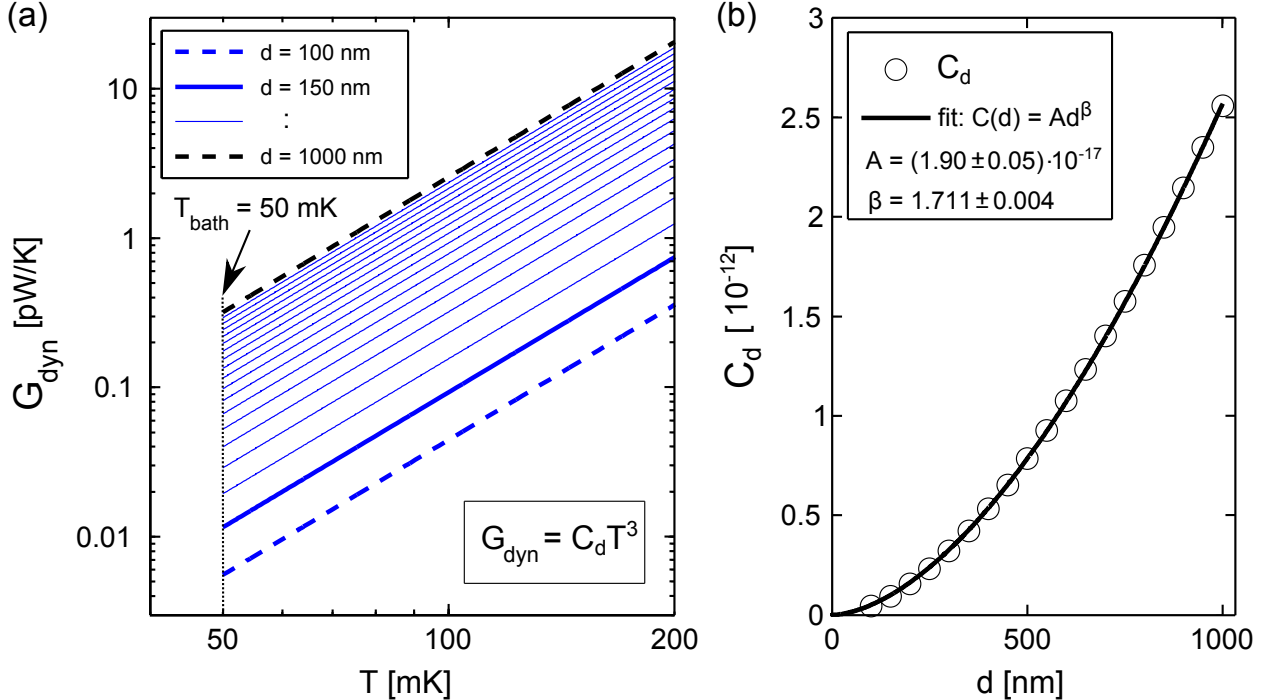 (a)
10
1
0.1
0.01
G_dyn [pW/K]
d = 100 nm
d = 150 nm
:
d = 1000 nm
T_bath = 50 mK
G_dyn = C_d T^3
50
100
200
T [mK]
(b)
3
2.5
2
1.5
1
0.5
0
C_d [ 10^-12]
C_d
fit: C(d) = Ad^β
A = (1.90 ± 0.05)·10^-17
β = 1.711 ± 0.004
0
500
1000
d [nm]